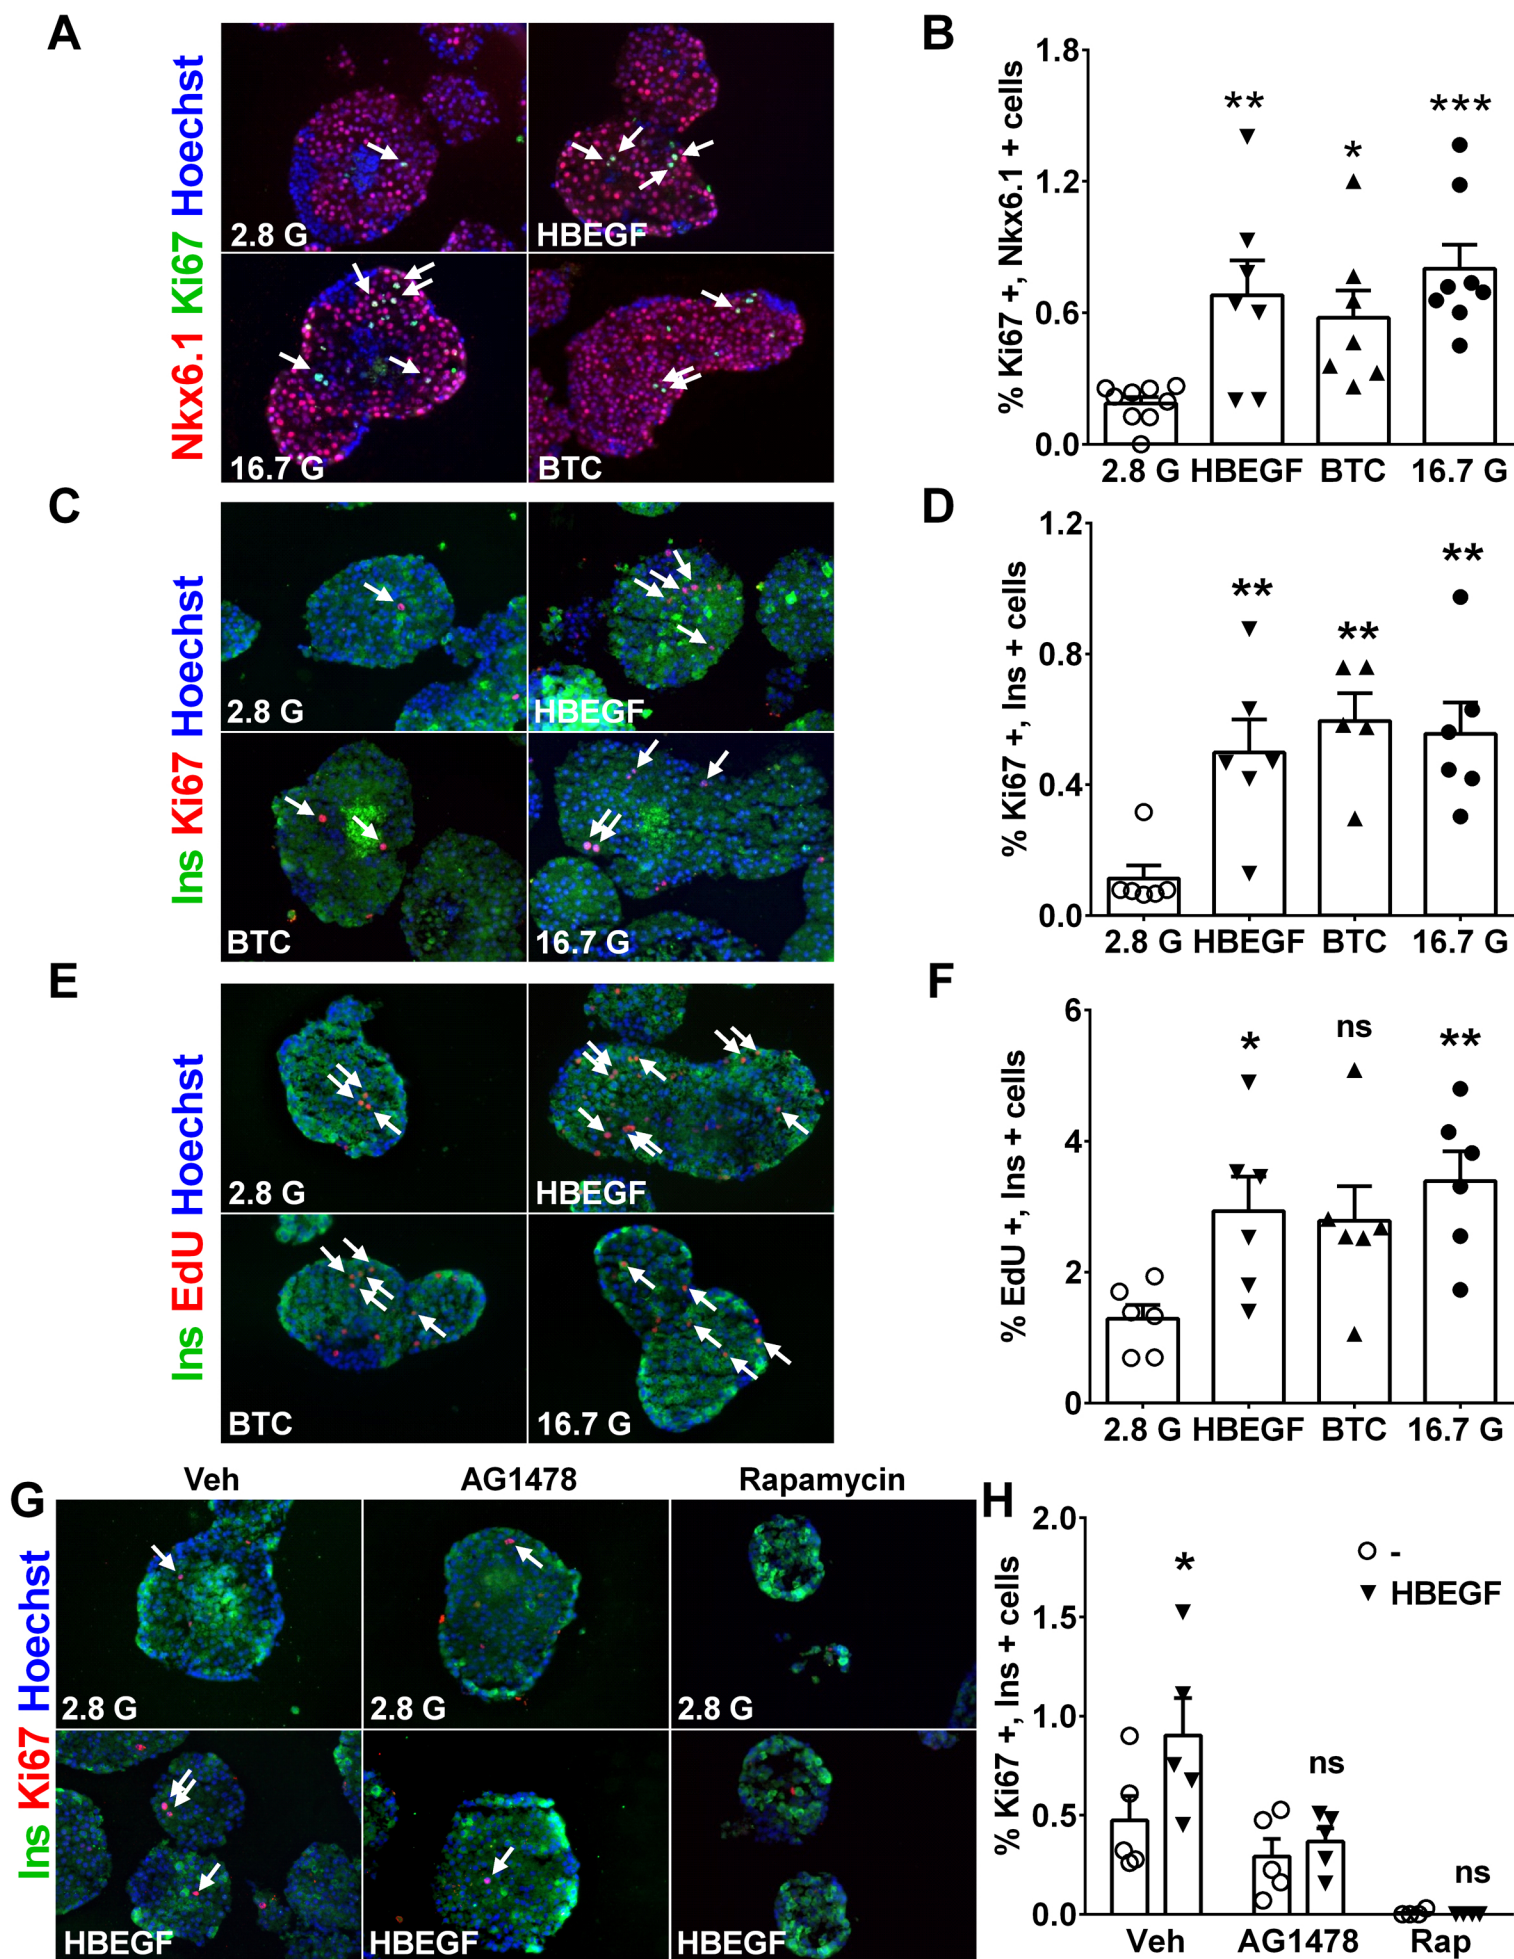 A
Nkx6.1 Ki67 Hoechst
2.8 G
HBEGF
16.7 G
BTC
B
% Ki67 +, Nkx6.1 + cells
1.8
1.2
0.6
0.0
**
*
***
2.8 G HBEGF BTC 16.7 G
C
Ins Ki67 Hoechst
2.8 G
HBEGF
BTC
16.7 G
D
% Ki67 +, Ins + cells
1.2
0.8
0.4
0.0
**
**
**
2.8 G HBEGF BTC 16.7 G
E
Ins EdU Hoechst
2.8 G
HBEGF
BTC
16.7 G
F
% EdU +, Ins + cells
6
4
2
0
*
ns
**
2.8 G HBEGF BTC 16.7 G
G
Veh AG1478 Rapamycin
Ins Ki67 Hoechst
2.8 G
2.8 G
2.8 G
HBEGF
HBEGF
HBEGF
H
% Ki67 +, Ins + cells
2.0
1.5
1.0
0.5
0.0
-
HBEGF
*
ns
ns
Veh AG1478 Rap